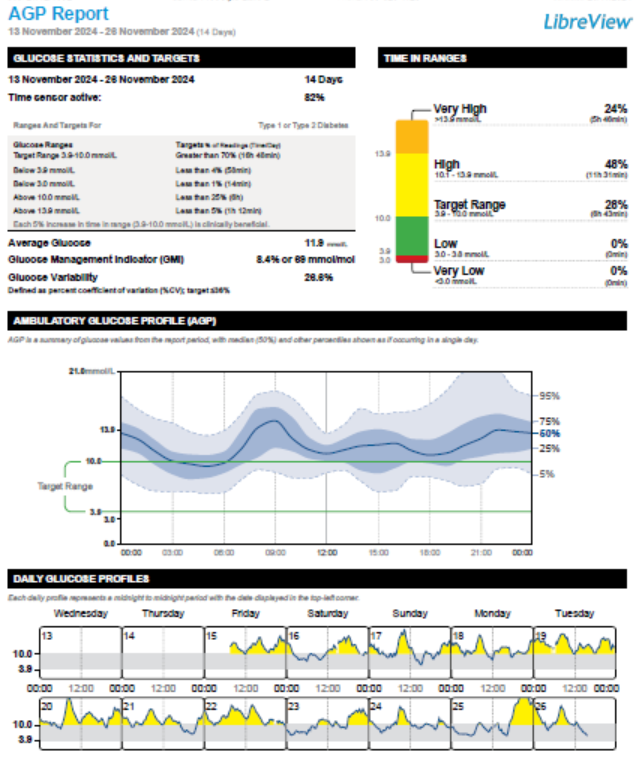 AGP Report
LibreView
13 November 2024 - 26 November 2024 (14 Days)
GLUCOSE STATISTICS AND TARGETS
13 November 2024 - 26 November 2024 14 Days
Time sensor active: 82%
Ranges And Targets For Type 1 or Type 2 Diabetes
Glucose Ranges Targets % of Readings (Time/Day)
Target Range 3.9-10.0 mmol/L Greater than 70% (16h 48min)
Below 3.9 mmol/L Less than 4% (58min)
Below 3.0 mmol/L Less than 1% (14min)
Above 10.0 mmol/L Less than 25% (6h)
Above 13.9 mmol/L Less than 5% (1h 12min)
Each 5% increase in time in range (3.9-10.0 mmol/L) is clinically beneficial.
Average Glucose 11.9 mmol/L
Glucose Management Indicator (GMI) 8.4% or 69 mmol/mol
Glucose Variability 26.6%
Defined as percent coefficient of variation (%CV); target ≤36%
TIME IN RANGES
Very High 24%
>13.9 mmol/L (5h 46min)
13.9
High 48%
10.1 - 13.9 mmol/L (11h 31min)
10.0
Target Range 28%
3.9 - 10.0 mmol/L (6h 43min)
3.9
3.0
Low 0%
3.0 - 3.8 mmol/L (0min)
Very Low 0%
<3.0 mmol/L (0min)
AMBULATORY GLUCOSE PROFILE (AGP)
AGP is a summary of glucose values from the report period, with median (50%) and other percentiles shown as if occurring in a single day.
21.0 mmol/L
13.9
10.0
Target Range
3.9
3.0
0.0
95%
75%
50%
25%
5%
00:00 03:00 06:00 09:00 12:00 15:00 18:00 21:00 00:00
DAILY GLUCOSE PROFILES
Each daily profile represents a midnight to midnight period with the date displayed in the top-left corner.
Wednesday Thursday Friday Saturday Sunday Monday Tuesday
13 14 15 16 17 18 19
10.0
3.9
00:00 12:00 00:00 12:00 00:00 12:00 00:00 12:00 00:00 12:00 00:00 12:00 00:00 12:00 00:00
20 21 22 23 24 25 26
10.0
3.9